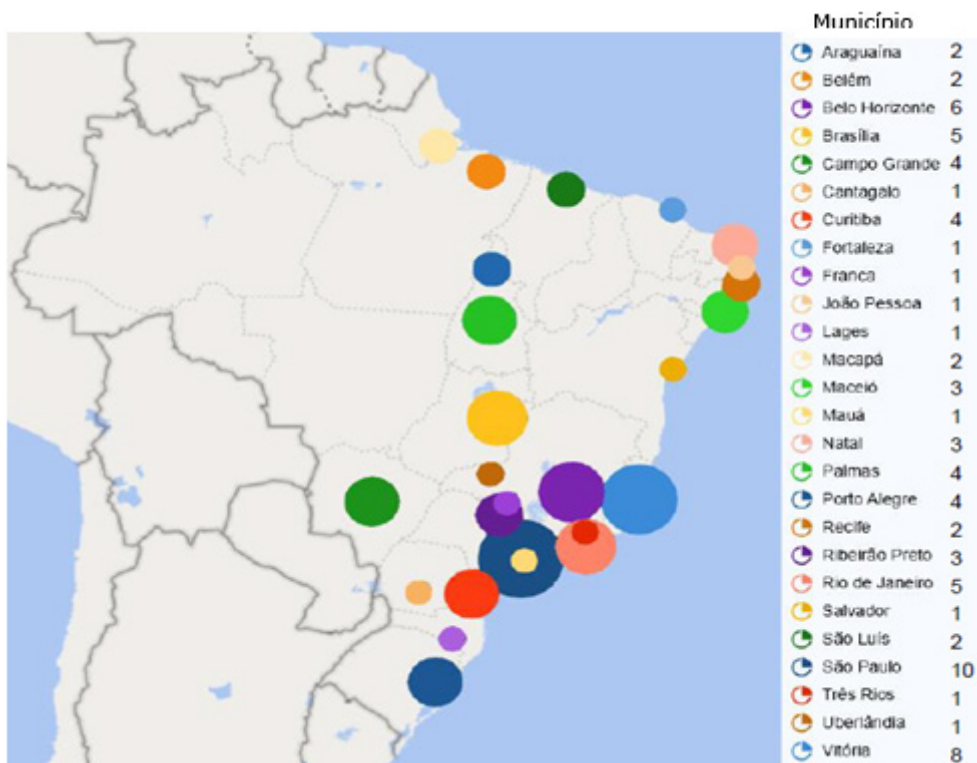 Município
Araguaína 2
Belém 2
Belo Horizonte 6
Brasília 5
Campo Grande 4
Cantagalo 1
Curitiba 4
Fortaleza 1
Franca 1
João Pessoa 1
Lages 1
Macapá 2
Maceió 3
Mauá 1
Natal 3
Palmas 4
Porto Alegre 4
Recife 2
Ribeirão Preto 3
Rio de Janeiro 5
Salvador 1
São Luís 2
São Paulo 10
Três Rios 1
Uberlândia 1
Vitória 8